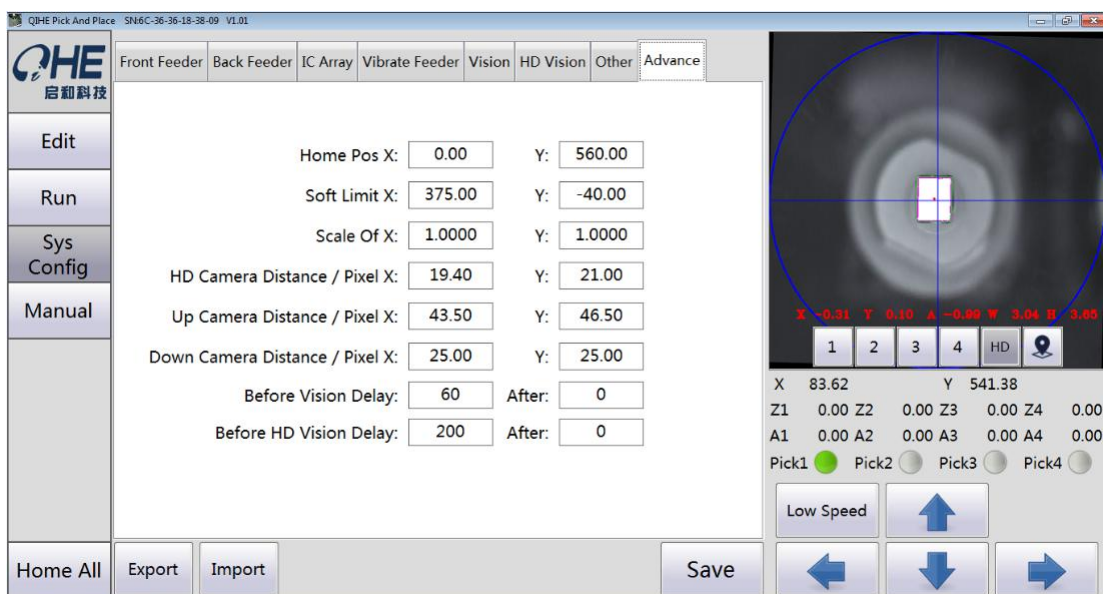 QIHE Pick And Place SN:6C-36-36-18-38-09 V1.01
QiHE
启和科技
Edit
Run
Sys
Config
Manual
Home All
Front Feeder Back Feeder IC Array Vibrate Feeder Vision HD Vision Other Advance
Home Pos X: 0.00 Y: 560.00
Soft Limit X: 375.00 Y: -40.00
Scale Of X: 1.0000 Y: 1.0000
HD Camera Distance / Pixel X: 19.40 Y: 21.00
Up Camera Distance / Pixel X: 43.50 Y: 46.50
Down Camera Distance / Pixel X: 25.00 Y: 25.00
Before Vision Delay: 60 After: 0
Before HD Vision Delay: 200 After: 0
Export Import Save
X -0.31 Y 0.10 A -0.99 W 3.04 H 3.65
1 2 3 4 HD
X 83.62 Y 541.38
Z1 0.00 Z2 0.00 Z3 0.00 Z4 0.00
A1 0.00 A2 0.00 A3 0.00 A4 0.00
Pick1 Pick2 Pick3 Pick4
Low Speed